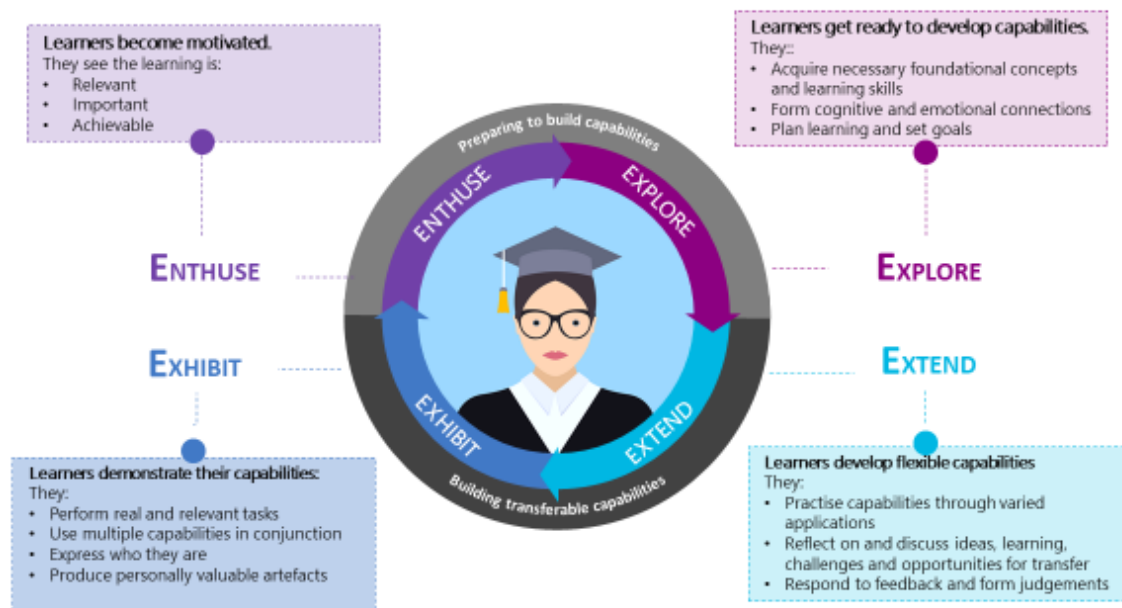 Learners become motivated.
They see the learning is:
• Relevant
• Important
• Achievable
Learners get ready to develop capabilities.
They::
• Acquire necessary foundational concepts
and learning skills
• Form cognitive and emotional connections
• Plan learning and set goals
Preparing to build capabilities
ENTHUSE
EXPLORE
ENTHUSE
EXPLORE
EXHIBIT
EXTEND
EXHIBIT
EXTEND
Building transferable capabilities
Learners demonstrate their capabilities:
They:
• Perform real and relevant tasks
• Use multiple capabilities in conjunction
• Express who they are
• Produce personally valuable artefacts
Learners develop flexible capabilities
They:
• Practise capabilities through varied
applications
• Reflect on and discuss ideas, learning,
challenges and opportunities for transfer
• Respond to feedback and form judgements